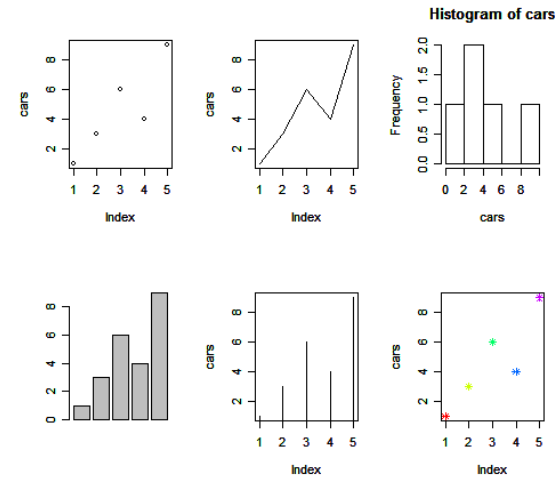 cars
2 4 6 8
1 2 3 4 5
Index
cars
2 4 6 8
1 2 3 4 5
Index
Histogram of cars
Frequency
0.0 0.5 1.0 1.5 2.0
0 2 4 6 8
cars
0 2 4 6 8
cars
2 4 6 8
1 2 3 4 5
Index
cars
2 4 6 8
1 2 3 4 5
Index